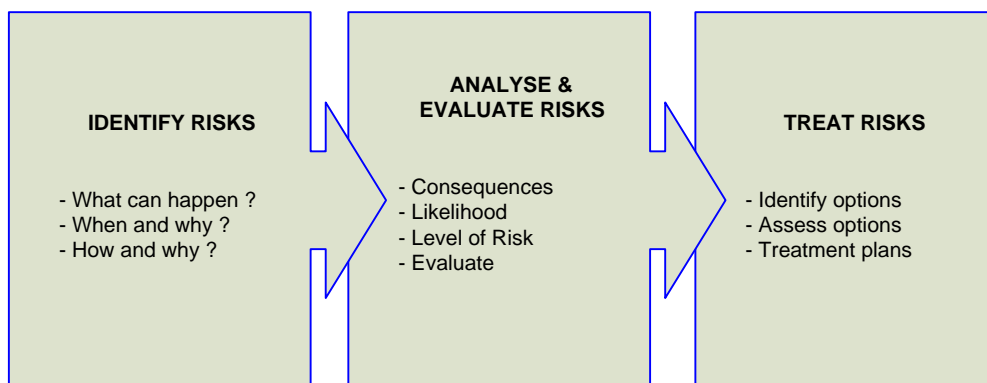 IDENTIFY RISKS
- What can happen ?
- When and why ?
- How and why ?
ANALYSE &
EVALUATE RISKS
- Consequences
- Likelihood
- Level of Risk
- Evaluate
TREAT RISKS
- Identify options
- Assess options
- Treatment plans